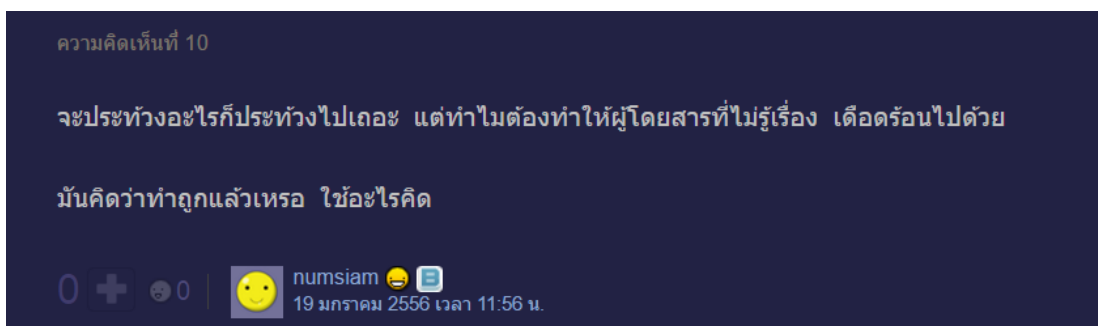 ความคิดเห็นที่ 10
จะประท้วงอะไรก็ประท้วงไปเถอะ แต่ทำไมต้องทำให้ผู้โดยสารที่ไม่รู้เรื่อง เดือดร้อนไปด้วย
มันคิดว่าทำถูกแล้วเหรอ ใช้อะไรคิด
0 0 numsiam B
19 มกราคม 2556 เวลา 11:56 น.